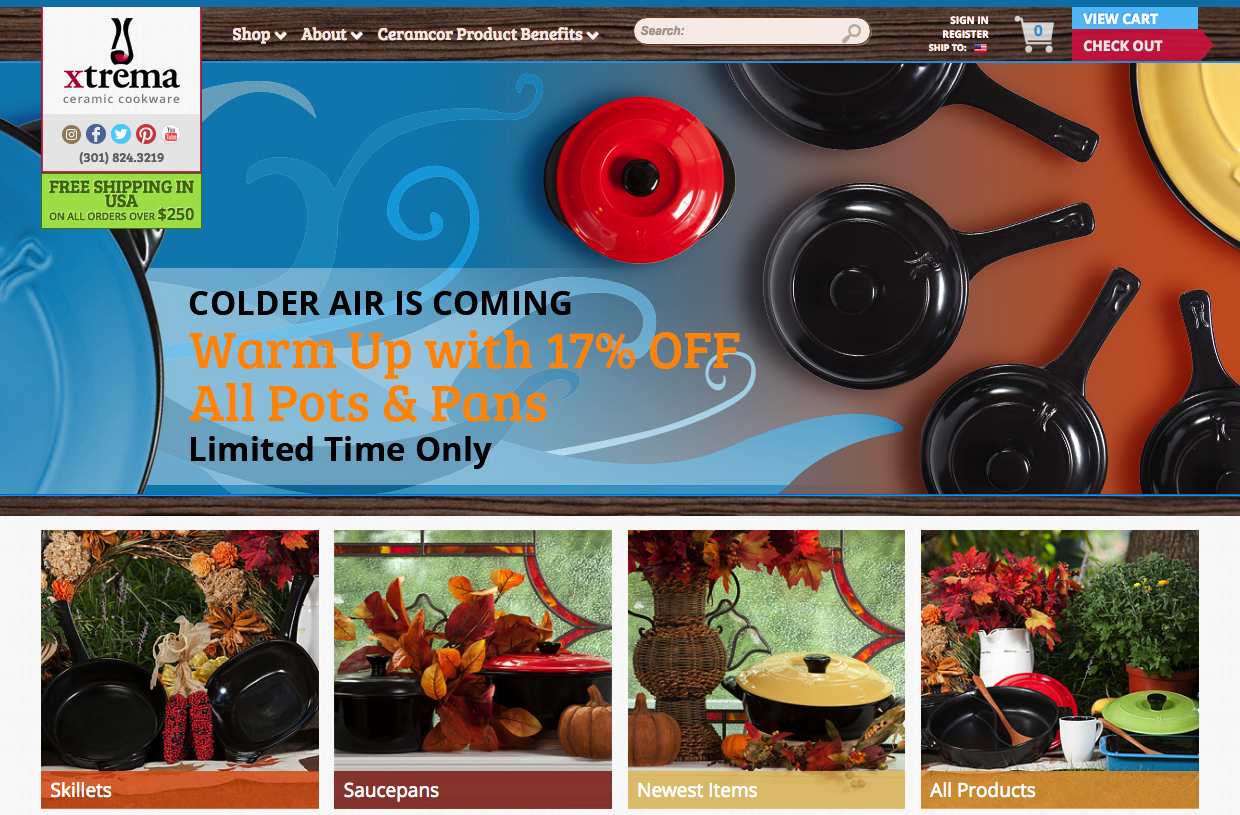 xtrema
ceramic cookware
(301) 824.3219
FREE SHIPPING IN
USA
ON ALL ORDERS OVER $250
Shop
About
Ceramcor Product Benefits
Search:
SIGN IN
REGISTER
SHIP TO:
0
VIEW CART
CHECK OUT
COLDER AIR IS COMING
Warm Up with 17% OFF
All Pots & Pans
Limited Time Only
Skillets
Saucepans
Newest Items
All Products